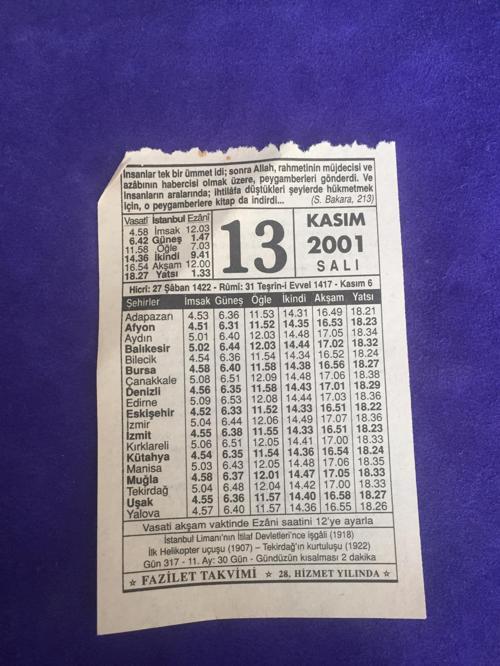 İnsanlar tek bir ümmet idi; sonra Allah, rahmetinin müjdecisi ve
azâbının habercisi olmak üzere, peygamberleri gönderdi. Ve
insanların aralarında; ihtilâfa düştükleri şeylerde hükmetmek
için, o peygamberlere kitap da indirdi... (S. Bakara, 213)
Vasatî İstanbul Ezânî
4.58 İmsak 12.03
6.42 Güneş 1.47
11.58 Öğle 7.03
14.36 İkindi 9.41
16.54 Akşam 12.00
18.27 Yatsı 1.33
13
KASIM
2001
SALI
Hicrî: 27 Şâban 1422 - Rûmî: 31 Teşrîn-i Evvel 1417 - Kasım 6
Şehirler İmsak Güneş Öğle İkindi Akşam Yatsı
Adapazarı 4.53 6.36 11.53 14.31 16.49 18.21
Afyon 4.51 6.31 11.52 14.35 16.53 18.23
Aydın 5.01 6.40 12.03 14.48 17.05 18.34
Balıkesir 5.02 6.44 12.03 14.44 17.02 18.32
Bilecik 4.54 6.36 11.54 14.34 16.52 18.24
Bursa 4.58 6.40 11.58 14.38 16.56 18.27
Çanakkale 5.08 6.51 12.09 14.48 17.06 18.38
Denizli 4.56 6.35 11.58 14.43 17.01 18.29
Edirne 5.09 6.53 12.08 14.44 17.03 18.36
Eskişehir 4.52 6.33 11.52 14.33 16.51 18.22
İzmir 5.04 6.44 12.06 14.49 17.07 18.36
İzmit 4.55 6.38 11.55 14.33 16.51 18.23
Kırklareli 5.06 6.51 12.05 14.41 17.00 18.33
Kütahya 4.54 6.35 11.54 14.36 16.54 18.24
Manisa 5.03 6.43 12.05 14.48 17.06 18.35
Muğla 4.58 6.37 12.01 14.47 17.05 18.33
Tekirdağ 5.04 6.48 12.04 14.42 17.00 18.33
Uşak 4.55 6.36 11.57 14.40 16.58 18.27
Yalova 4.57 6.40 11.57 14.36 16.55 18.26
Vasati akşam vaktinde Ezâni saatini 12'ye ayarla
İstanbul Limanı'nın İtilaf Devletleri'nce işgâli (1918)
İlk Helikopter uçuşu (1907) – Tekirdağ'ın kurtuluşu (1922)
Gün 317 - 11. Ay: 30 Gün - Gündüzün kısalması 2 dakika
FAZİLET TAKVİMİ 28. HİZMET YILINDA